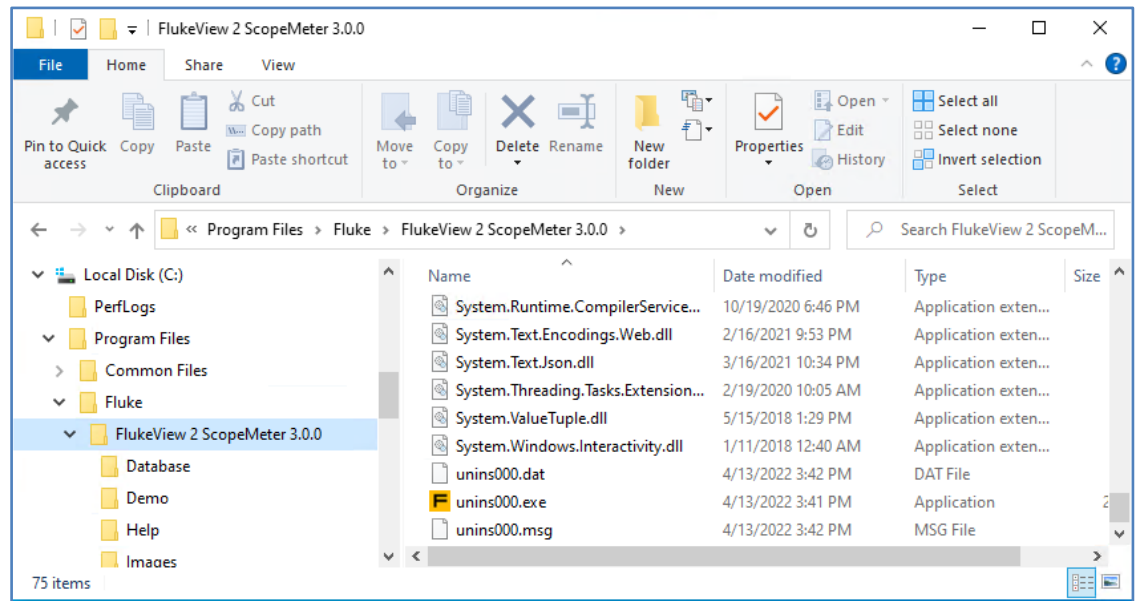 FlukeView 2 ScopeMeter 3.0.0
File Home Share View
Pin to Quick access
Copy
Paste
Cut
Copy path
Paste shortcut
Clipboard
Move to
Copy to
Delete
Rename
Organize
New folder
New
Properties
Open
Edit
History
Open
Select all
Select none
Invert selection
Select
« Program Files > Fluke > FlukeView 2 ScopeMeter 3.0.0 >
Search FlukeView 2 ScopeM...
Local Disk (C:)
PerfLogs
Program Files
Common Files
Fluke
FlukeView 2 ScopeMeter 3.0.0
Database
Demo
Help
Images
Name Date modified Type Size
System.Runtime.CompilerService... 10/19/2020 6:46 PM Application exten...
System.Text.Encodings.Web.dll 2/16/2021 9:53 PM Application exten...
System.Text.Json.dll 3/16/2021 10:34 PM Application exten...
System.Threading.Tasks.Extension... 2/19/2020 10:05 AM Application exten...
System.ValueTuple.dll 5/15/2018 1:29 PM Application exten...
System.Windows.Interactivity.dll 1/11/2018 12:40 AM Application exten...
unins000.dat 4/13/2022 3:42 PM DAT File
unins000.exe 4/13/2022 3:41 PM Application 2
unins000.msg 4/13/2022 3:42 PM MSG File
75 items